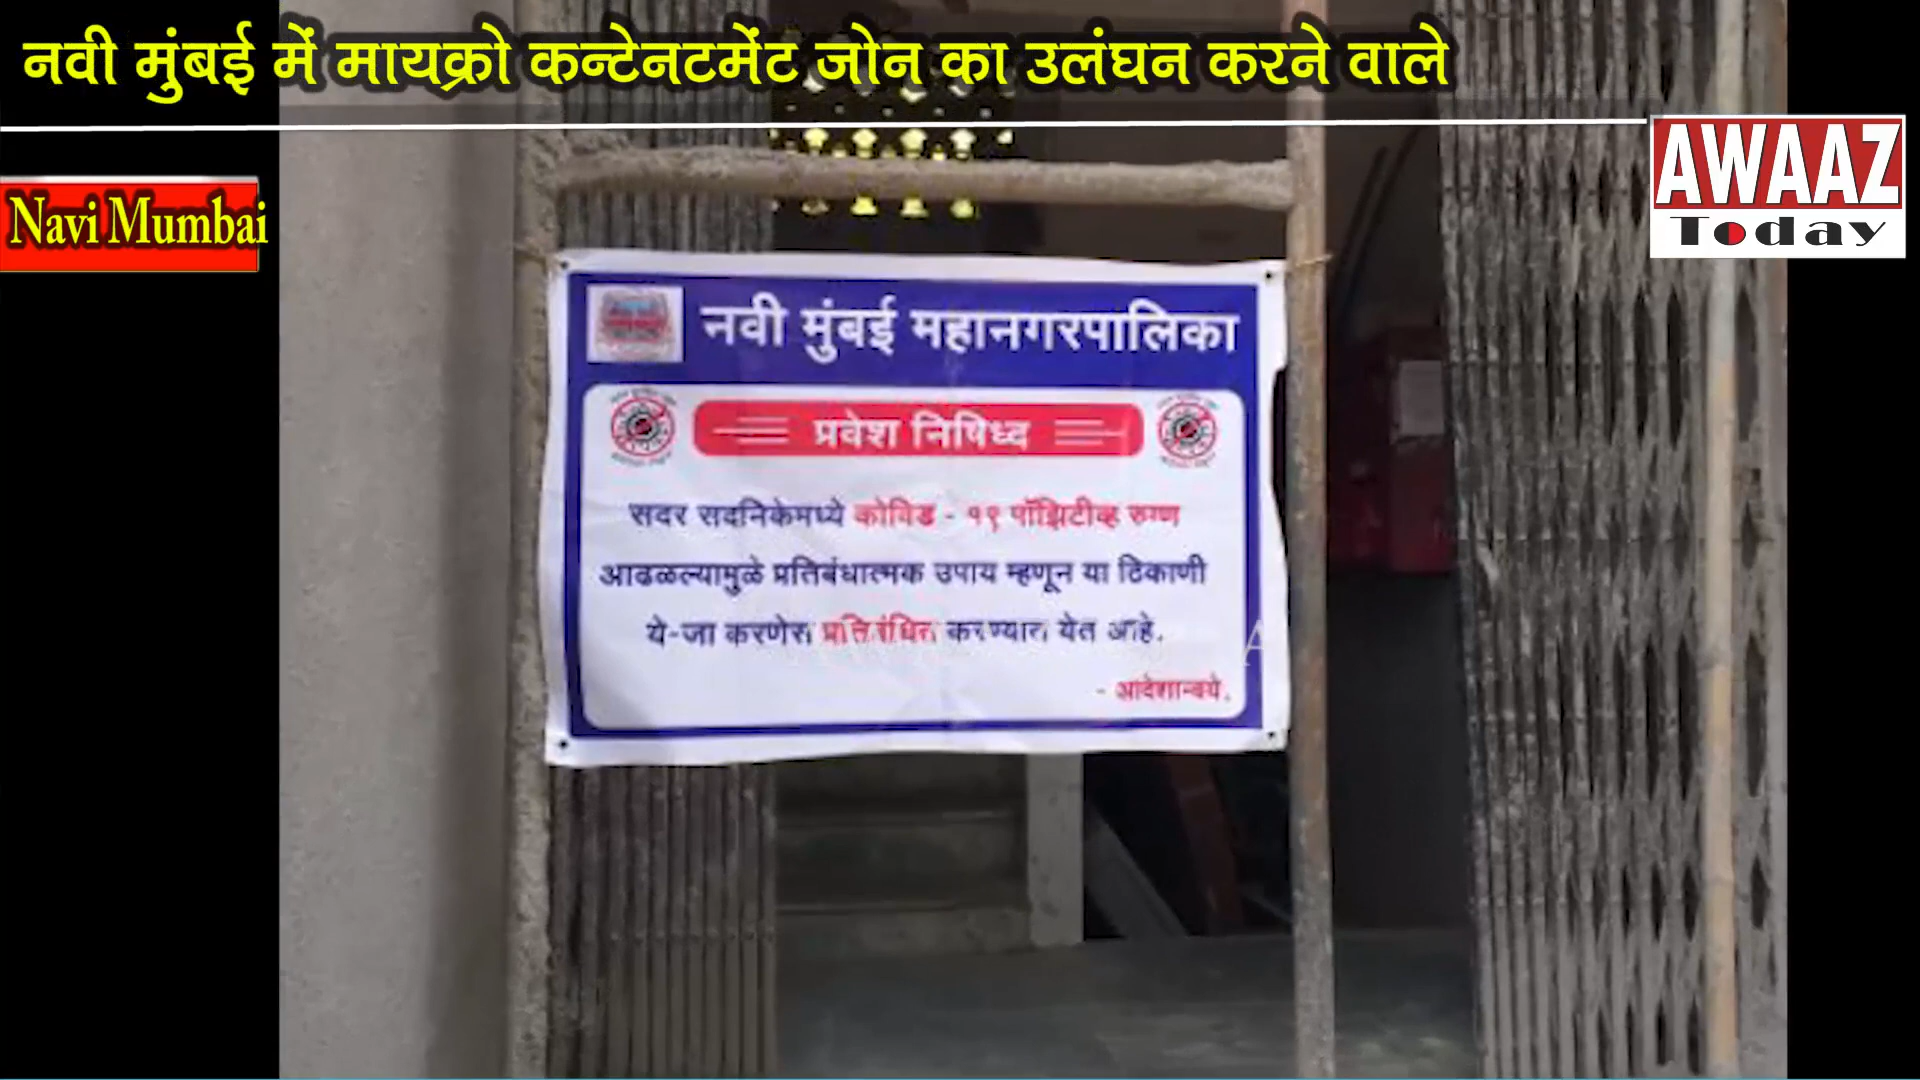 नवी मुंबई में मायक्रो कन्टेनटमेंट जोन का उलंघन करने वाले
AWAAZ
Today
Navi Mumbai
नवी मुंबई महानगरपालिका
प्रवेश निषिध्द
सदर सदनिकेमध्ये कोविड - १९ पॉझिटीव्ह रुग्ण
आढळल्यामुळे प्रतिबंधात्मक उपाय म्हणून या ठिकाणी
ये-जा करणेस प्रतिबंधित करण्यात येत आहे.
- आदेशान्वये.